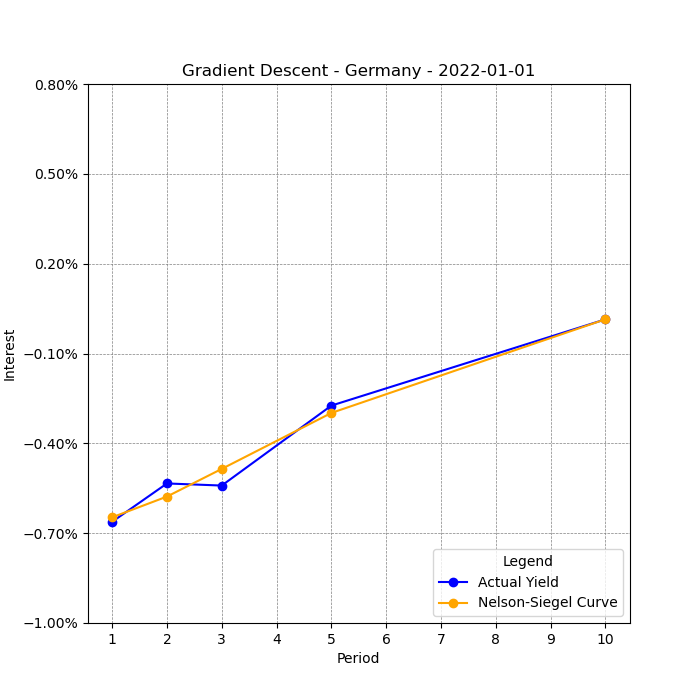 Gradient Descent - Germany - 2022-01-01
0.80%
0.50%
0.20%
−0.10%
−0.40%
−0.70%
−1.00%
Interest
1 2 3 4 5 6 7 8 9 10
Period
Legend
Actual Yield
Nelson-Siegel Curve